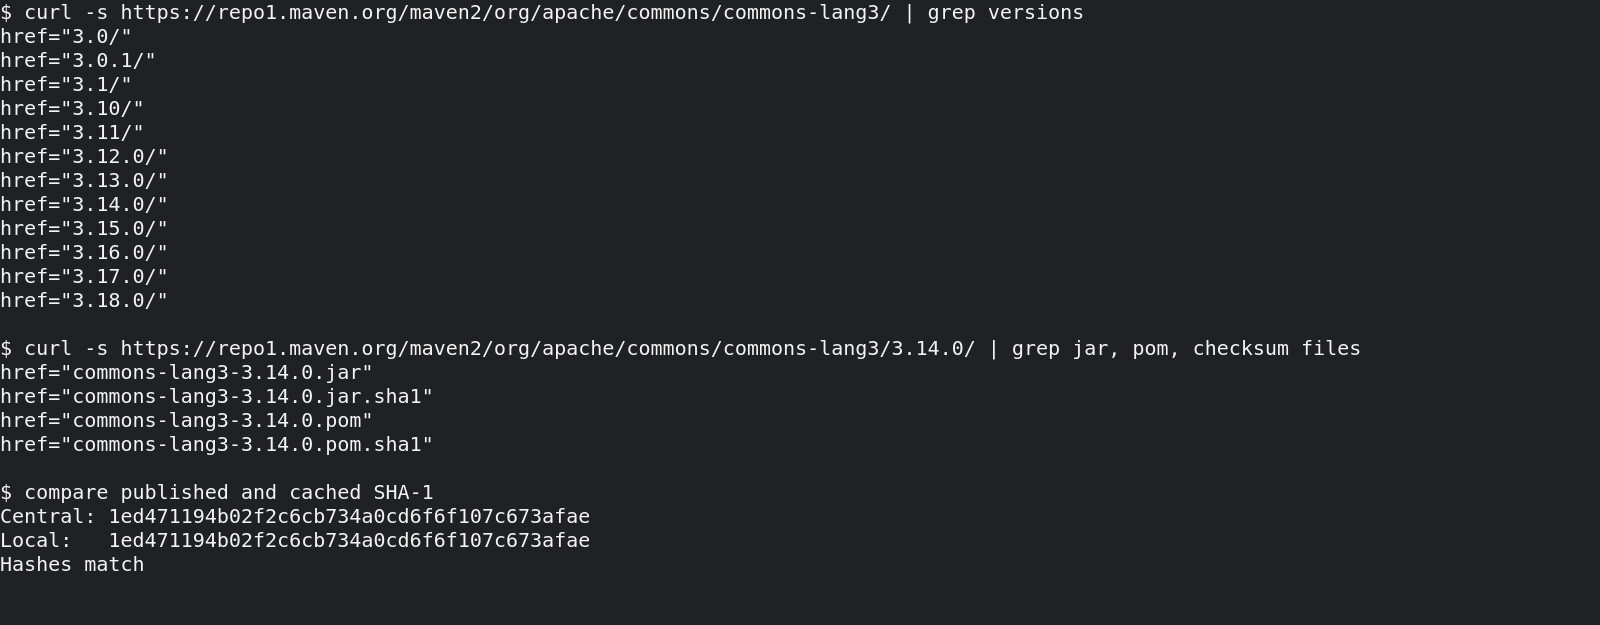 $ curl -s https://repo1.maven.org/maven2/org/apache/commons/commons-lang3/ | grep versions
href="3.0/"
href="3.0.1/"
href="3.1/"
href="3.10/"
href="3.11/"
href="3.12.0/"
href="3.13.0/"
href="3.14.0/"
href="3.15.0/"
href="3.16.0/"
href="3.17.0/"
href="3.18.0/"
$ curl -s https://repo1.maven.org/maven2/org/apache/commons/commons-lang3/3.14.0/ | grep jar, pom, checksum files
href="commons-lang3-3.14.0.jar"
href="commons-lang3-3.14.0.jar.sha1"
href="commons-lang3-3.14.0.pom"
href="commons-lang3-3.14.0.pom.sha1"
$ compare published and cached SHA-1
Central: 1ed471194b02f2c6cb734a0cd6f6f107c673afae
Local:   1ed471194b02f2c6cb734a0cd6f6f107c673afae
Hashes match